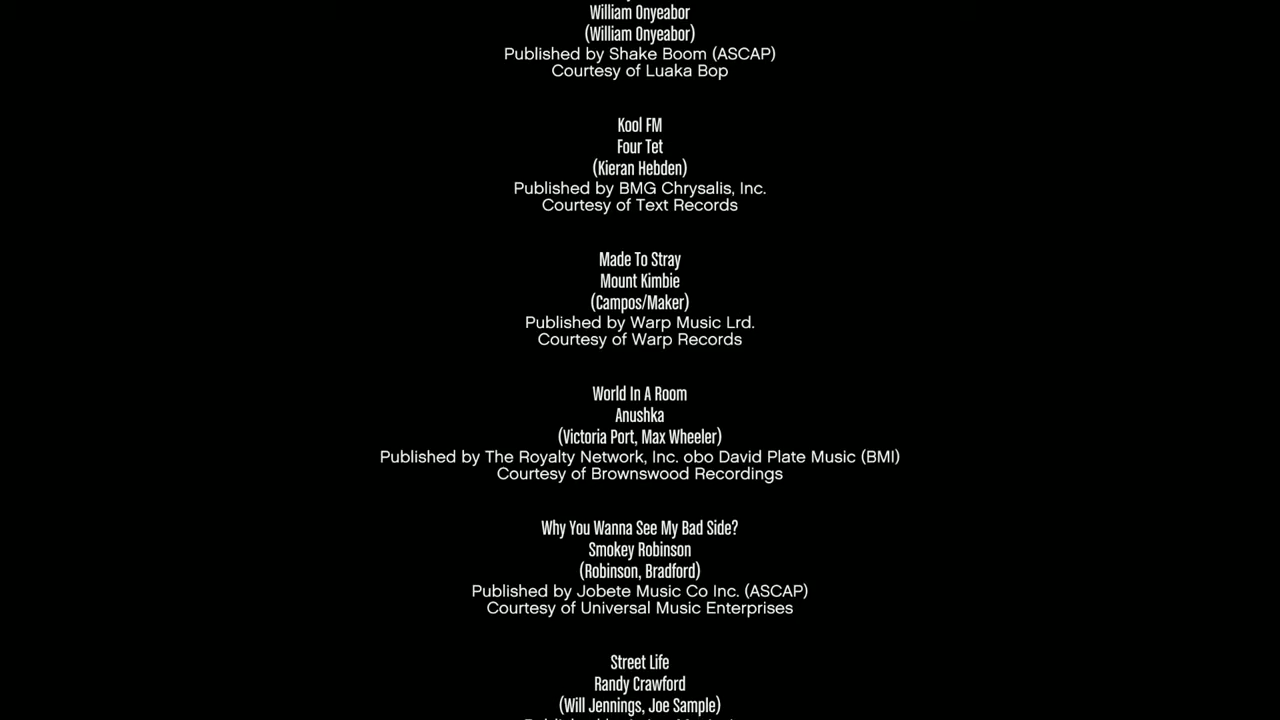 William Onyeabor
(William Onyeabor)
Published by Shake Boom (ASCAP)
Courtesy of Luaka Bop
Kool FM
Four Tet
(Kieran Hebden)
Published by BMG Chrysalis, Inc.
Courtesy of Text Records
Made To Stray
Mount Kimbie
(Campos/Maker)
Published by Warp Music Lrd.
Courtesy of Warp Records
World In A Room
Anushka
(Victoria Port, Max Wheeler)
Published by The Royalty Network, Inc. obo David Plate Music (BMI)
Courtesy of Brownswood Recordings
Why You Wanna See My Bad Side?
Smokey Robinson
(Robinson, Bradford)
Published by Jobete Music Co Inc. (ASCAP)
Courtesy of Universal Music Enterprises
Street Life
Randy Crawford
(Will Jennings, Joe Sample)